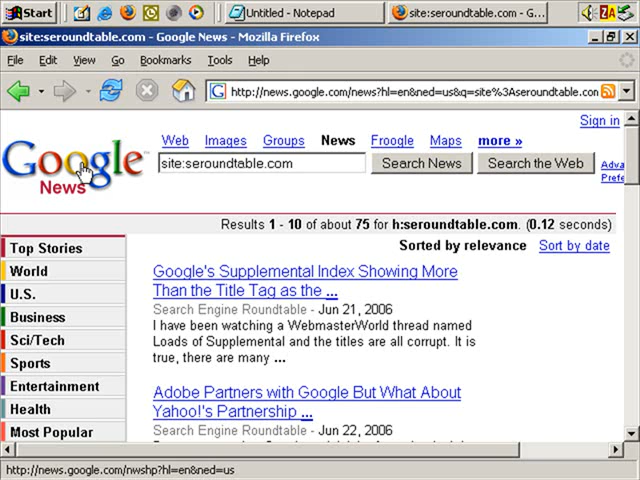 Start
Untitled - Notepad
site:seroundtable.com - G...
ZA
site:seroundtable.com - Google News - Mozilla Firefox
File Edit View Go Bookmarks Tools Help
G http://news.google.com/news?hl=en&ned=us&q=site%3Aseroundtable.com
Sign in
Web Images Groups News Froogle Maps more »
Google
News
site:seroundtable.com
Search News
Search the Web
Adva
Prefe
Results 1 - 10 of about 75 for h:seroundtable.com. (0.12 seconds)
Sorted by relevance Sort by date
Top Stories
World
U.S.
Business
Sci/Tech
Sports
Entertainment
Health
Most Popular
Google's Supplemental Index Showing More
Than the Title Tag as the ...
Search Engine Roundtable - Jun 21, 2006
I have been watching a WebmasterWorld thread named
Loads of Supplemental and the titles are all corrupt. It is
true, there are many ...
Adobe Partners with Google But What About
Yahoo!'s Partnership ...
Search Engine Roundtable - Jun 22, 2006
http://news.google.com/nwshp?hl=en&ned=us